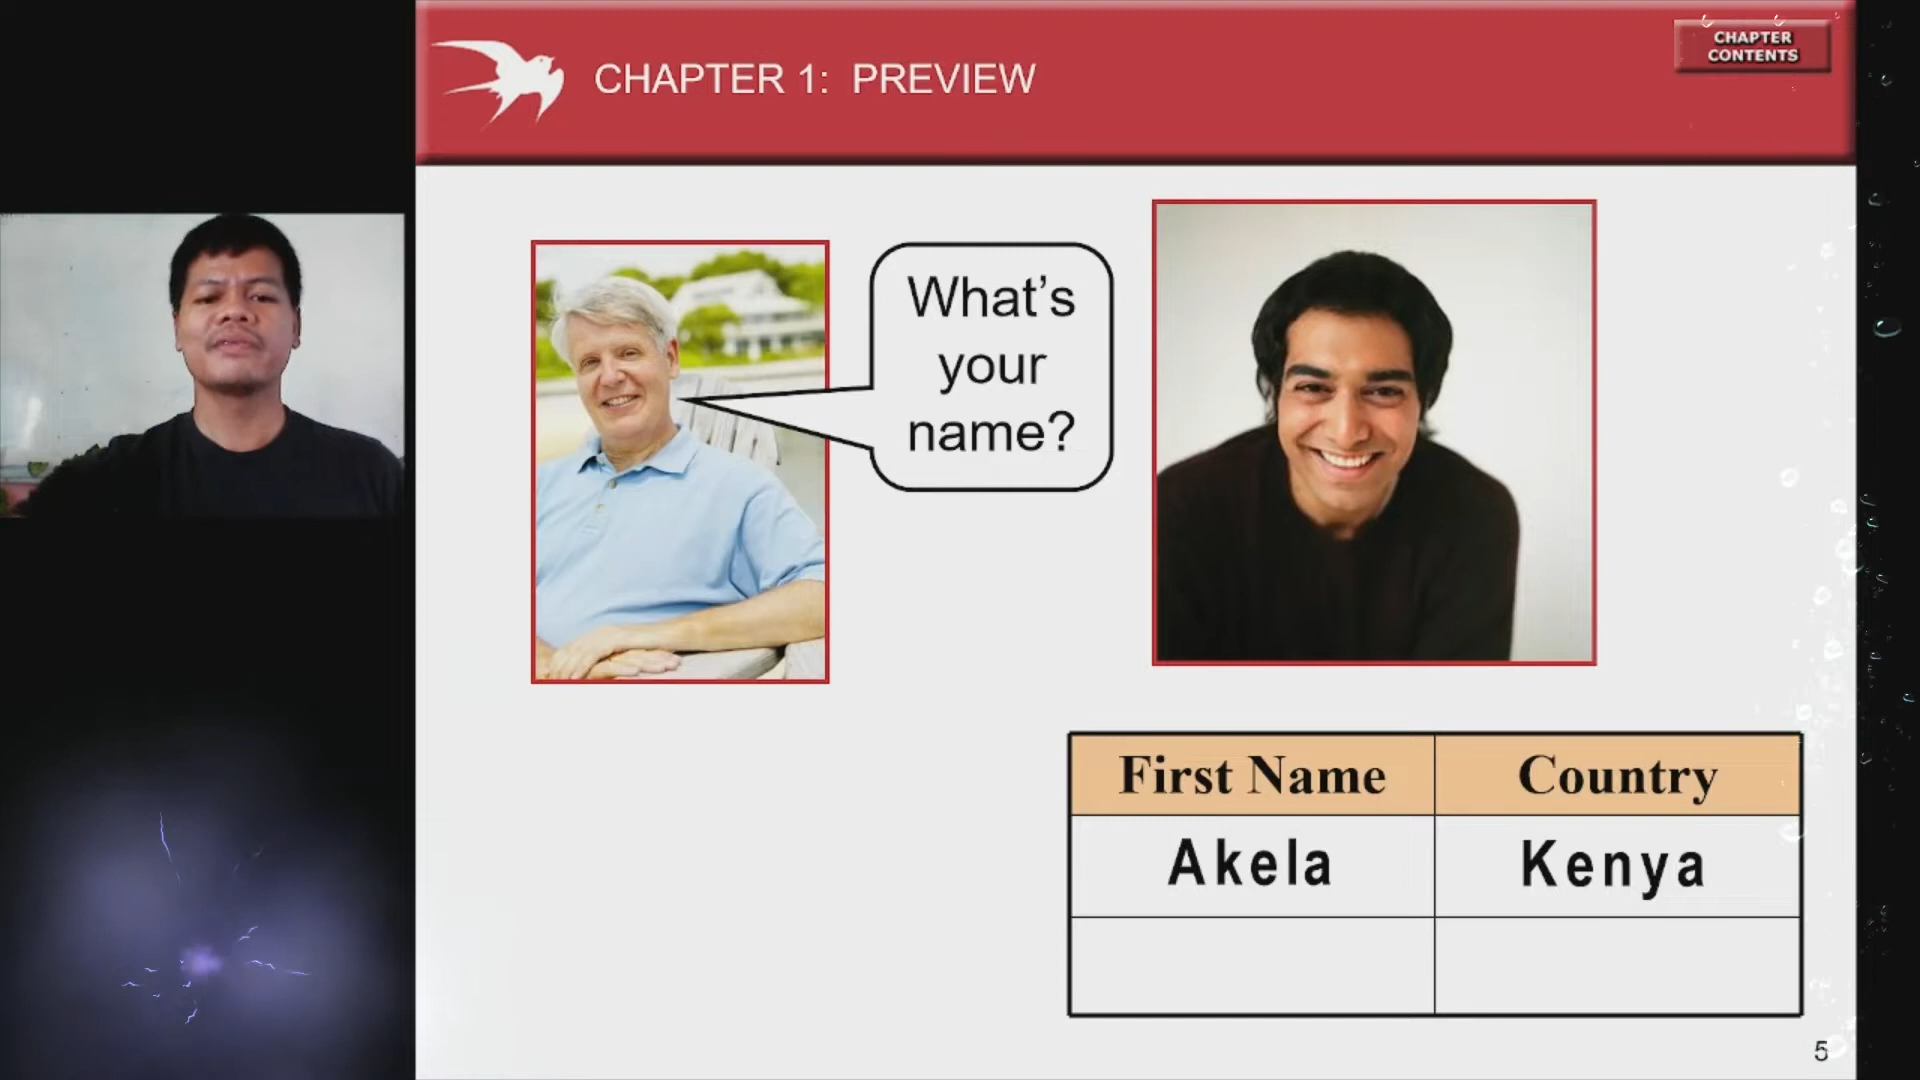 CHAPTER 1: PREVIEW
CHAPTER
CONTENTS
What's
your
name?
First Name Country
Akela Kenya
5